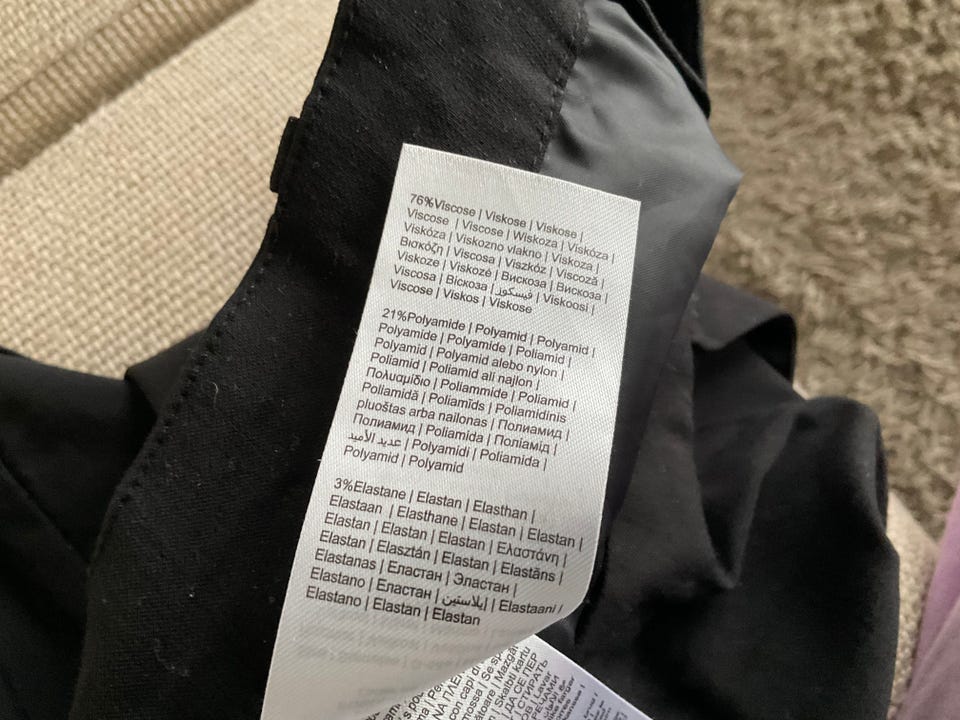 76%Viscose | Viskose | Viskose |
Viscose | Viscose | Wiskoza | Viskóza |
Viskóza | Viskozno vlakno | Viskoza |
Βισκόζη | Viscosa | Viszkóz | Viscoză |
Viskoze | Viskozė | Вискоза | Вискоза |
Viscosa | Віскоза | فيسكوز | Viskoosi |
Viscose | Viskos | Viskose
21%Polyamide | Polyamid | Polyamid |
Polyamide | Polyamide | Poliamid |
Polyamid | Polyamid alebo nylon |
Poliamid | Poliamid ali najlon |
Πολυαμίδιο | Poliammide | Poliamid |
Poliamidă | Poliamīds | Poliamidinis
pluoštas arba nailonas | Полиамид |
Полиамид | Poliamida | Поліамід |
عديد الأميد | Polyamidi | Poliamida |
Polyamid | Polyamid
3%Elastane | Elastan | Elasthan |
Elastaan | Elasthane | Elastan | Elastan |
Elastan | Elastan | Elastan | Ελαστάνη |
Elastan | Elasztán | Elastan | Elastāns |
Elastanas | Еластан | Эластан |
Elastano | Еластан | إيلاستين | Elastaani |
Elastano | Elastan | Elastan